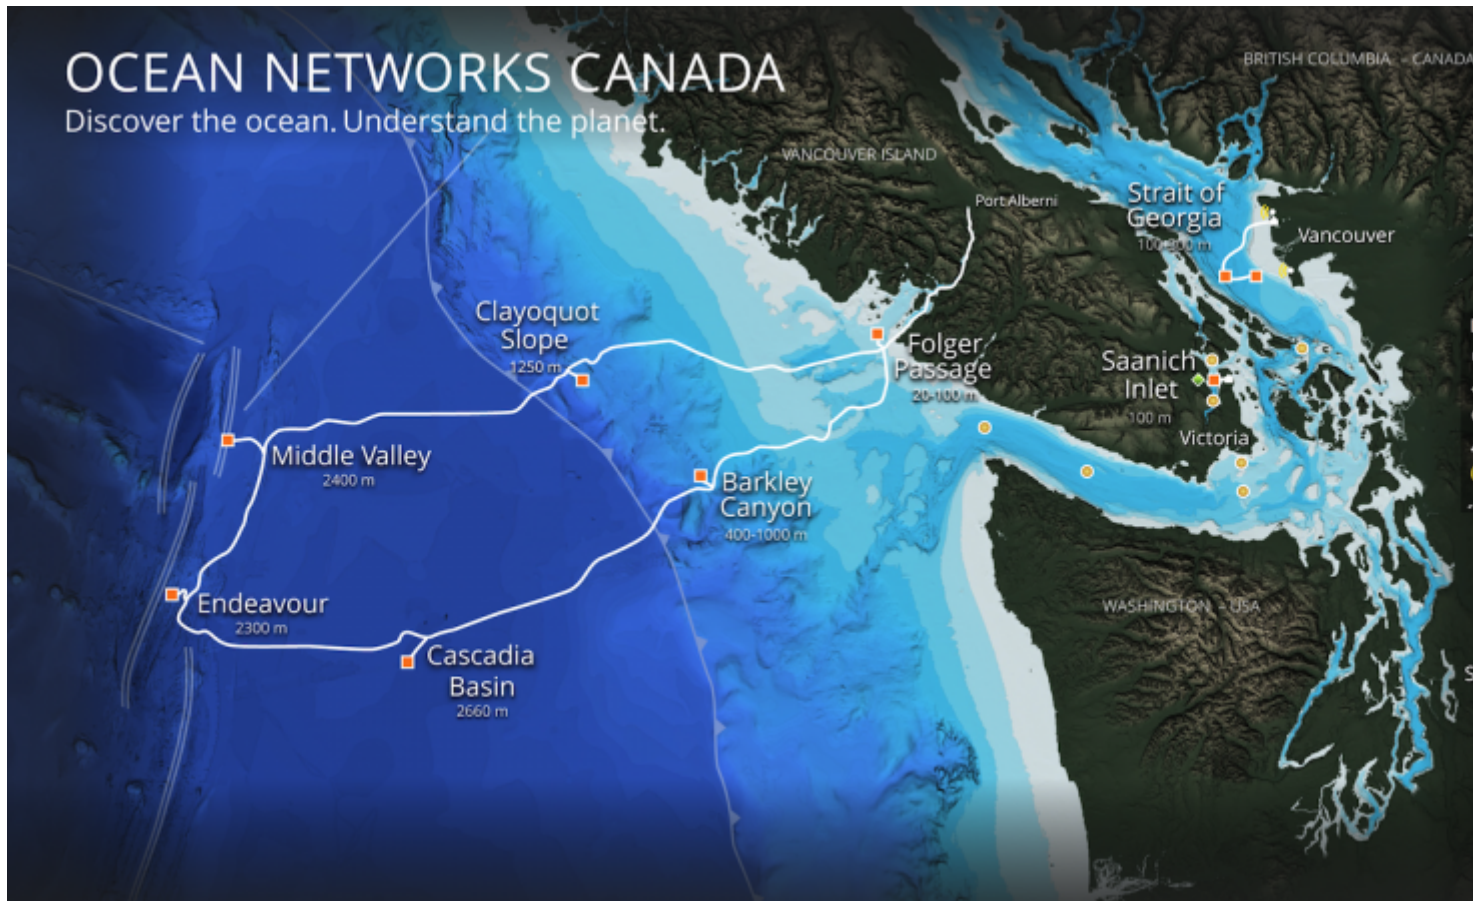 OCEAN NETWORKS CANADA
Discover the ocean. Understand the planet.
BRITISH COLUMBIA - CANADA
VANCOUVER ISLAND
Port Alberni
Strait of
Georgia
100-300 m
Vancouver
Clayoquot
Slope
1250 m
Folger
Passage
20-100 m
Saanich
Inlet
100 m
Victoria
Middle Valley
2400 m
Barkley
Canyon
400-1000 m
Endeavour
2300 m
WASHINGTON - USA
Cascadia
Basin
2660 m